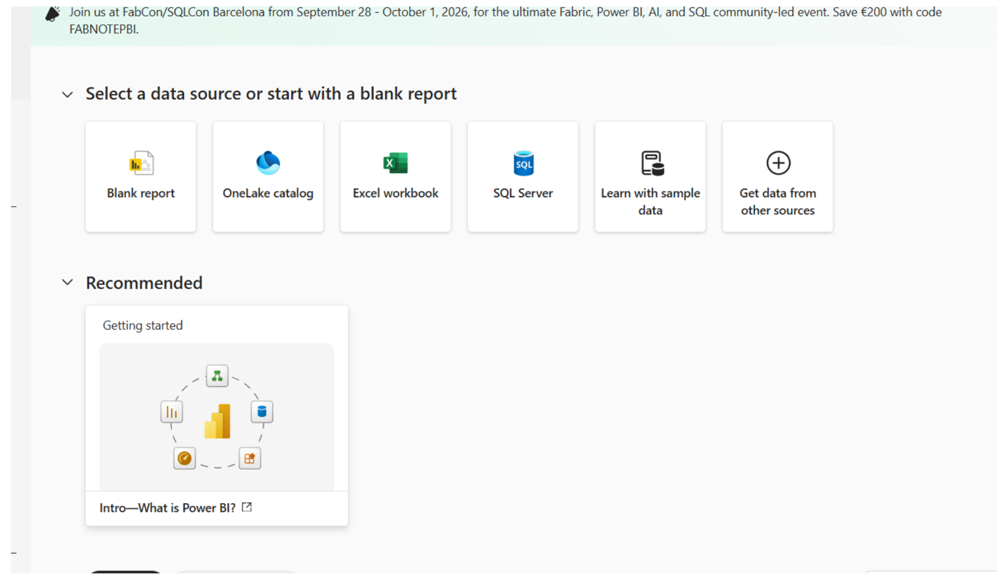 Join us at FabCon/SQLCon Barcelona from September 28 - October 1, 2026, for the ultimate Fabric, Power BI, AI, and SQL community-led event. Save €200 with code
FABNOTEPBI.
Select a data source or start with a blank report
Blank report
OneLake catalog
Excel workbook
SQL
SQL Server
Learn with sample
data
Get data from
other sources
Recommended
Getting started
Intro—What is Power BI?